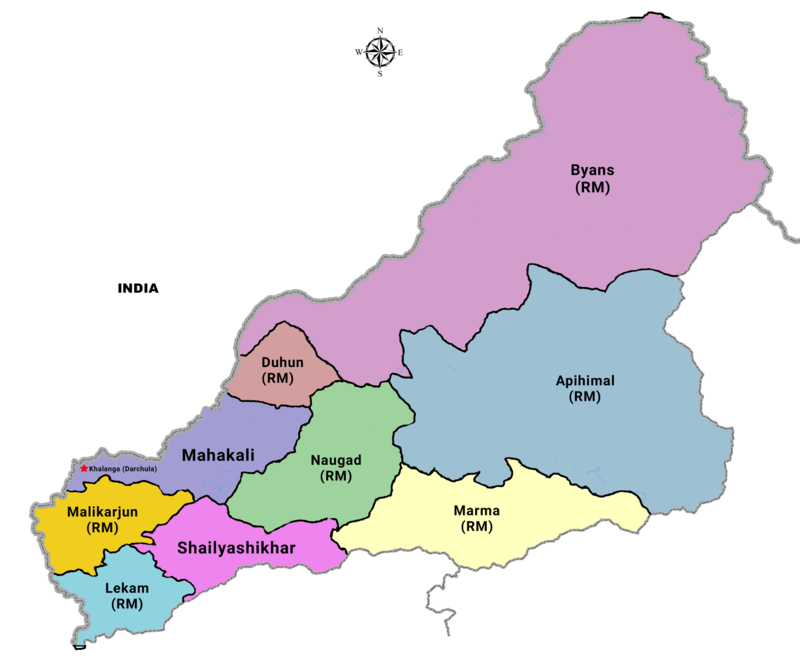 N
W E
S
Byans
(RM)
INDIA
Duhun
(RM)
Apihimal
(RM)
Mahakali
Khalanga (Darchula)
Naugad
(RM)
Malikarjun
(RM)
Marma
(RM)
Shailyashikhar
Lekam
(RM)